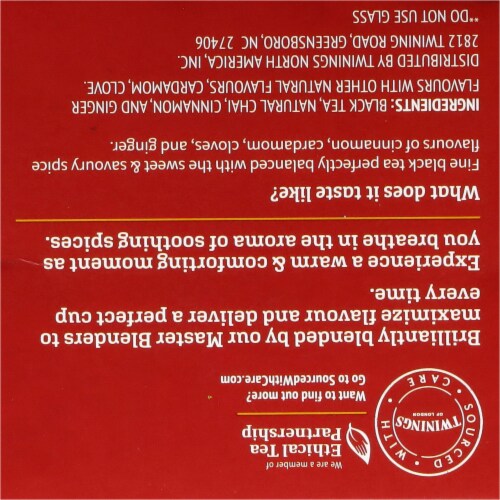 SOURCED • WITH • CARE •
TWININGS
OF LONDON
We are a member of
Ethical Tea
Partnership
Want to find out more?
Go to SourcedWithCare.com
Brilliantly blended by our Master Blenders to
maximize flavour and deliver a perfect cup
every time.
Experience a warm & comforting moment as
you breathe in the aroma of soothing spices.
What does it taste like?
Fine black tea perfectly balanced with the sweet & savoury spice
flavours of cinnamon, cardamom, cloves, and ginger.
INGREDIENTS: BLACK TEA, NATURAL CHAI, CINNAMON, AND GINGER
FLAVOURS WITH OTHER NATURAL FLAVOURS, CARDAMOM, CLOVE.
DISTRIBUTED BY TWININGS NORTH AMERICA, INC.
2812 TWINING ROAD, GREENSBORO, NC 27406
**DO NOT USE GLASS